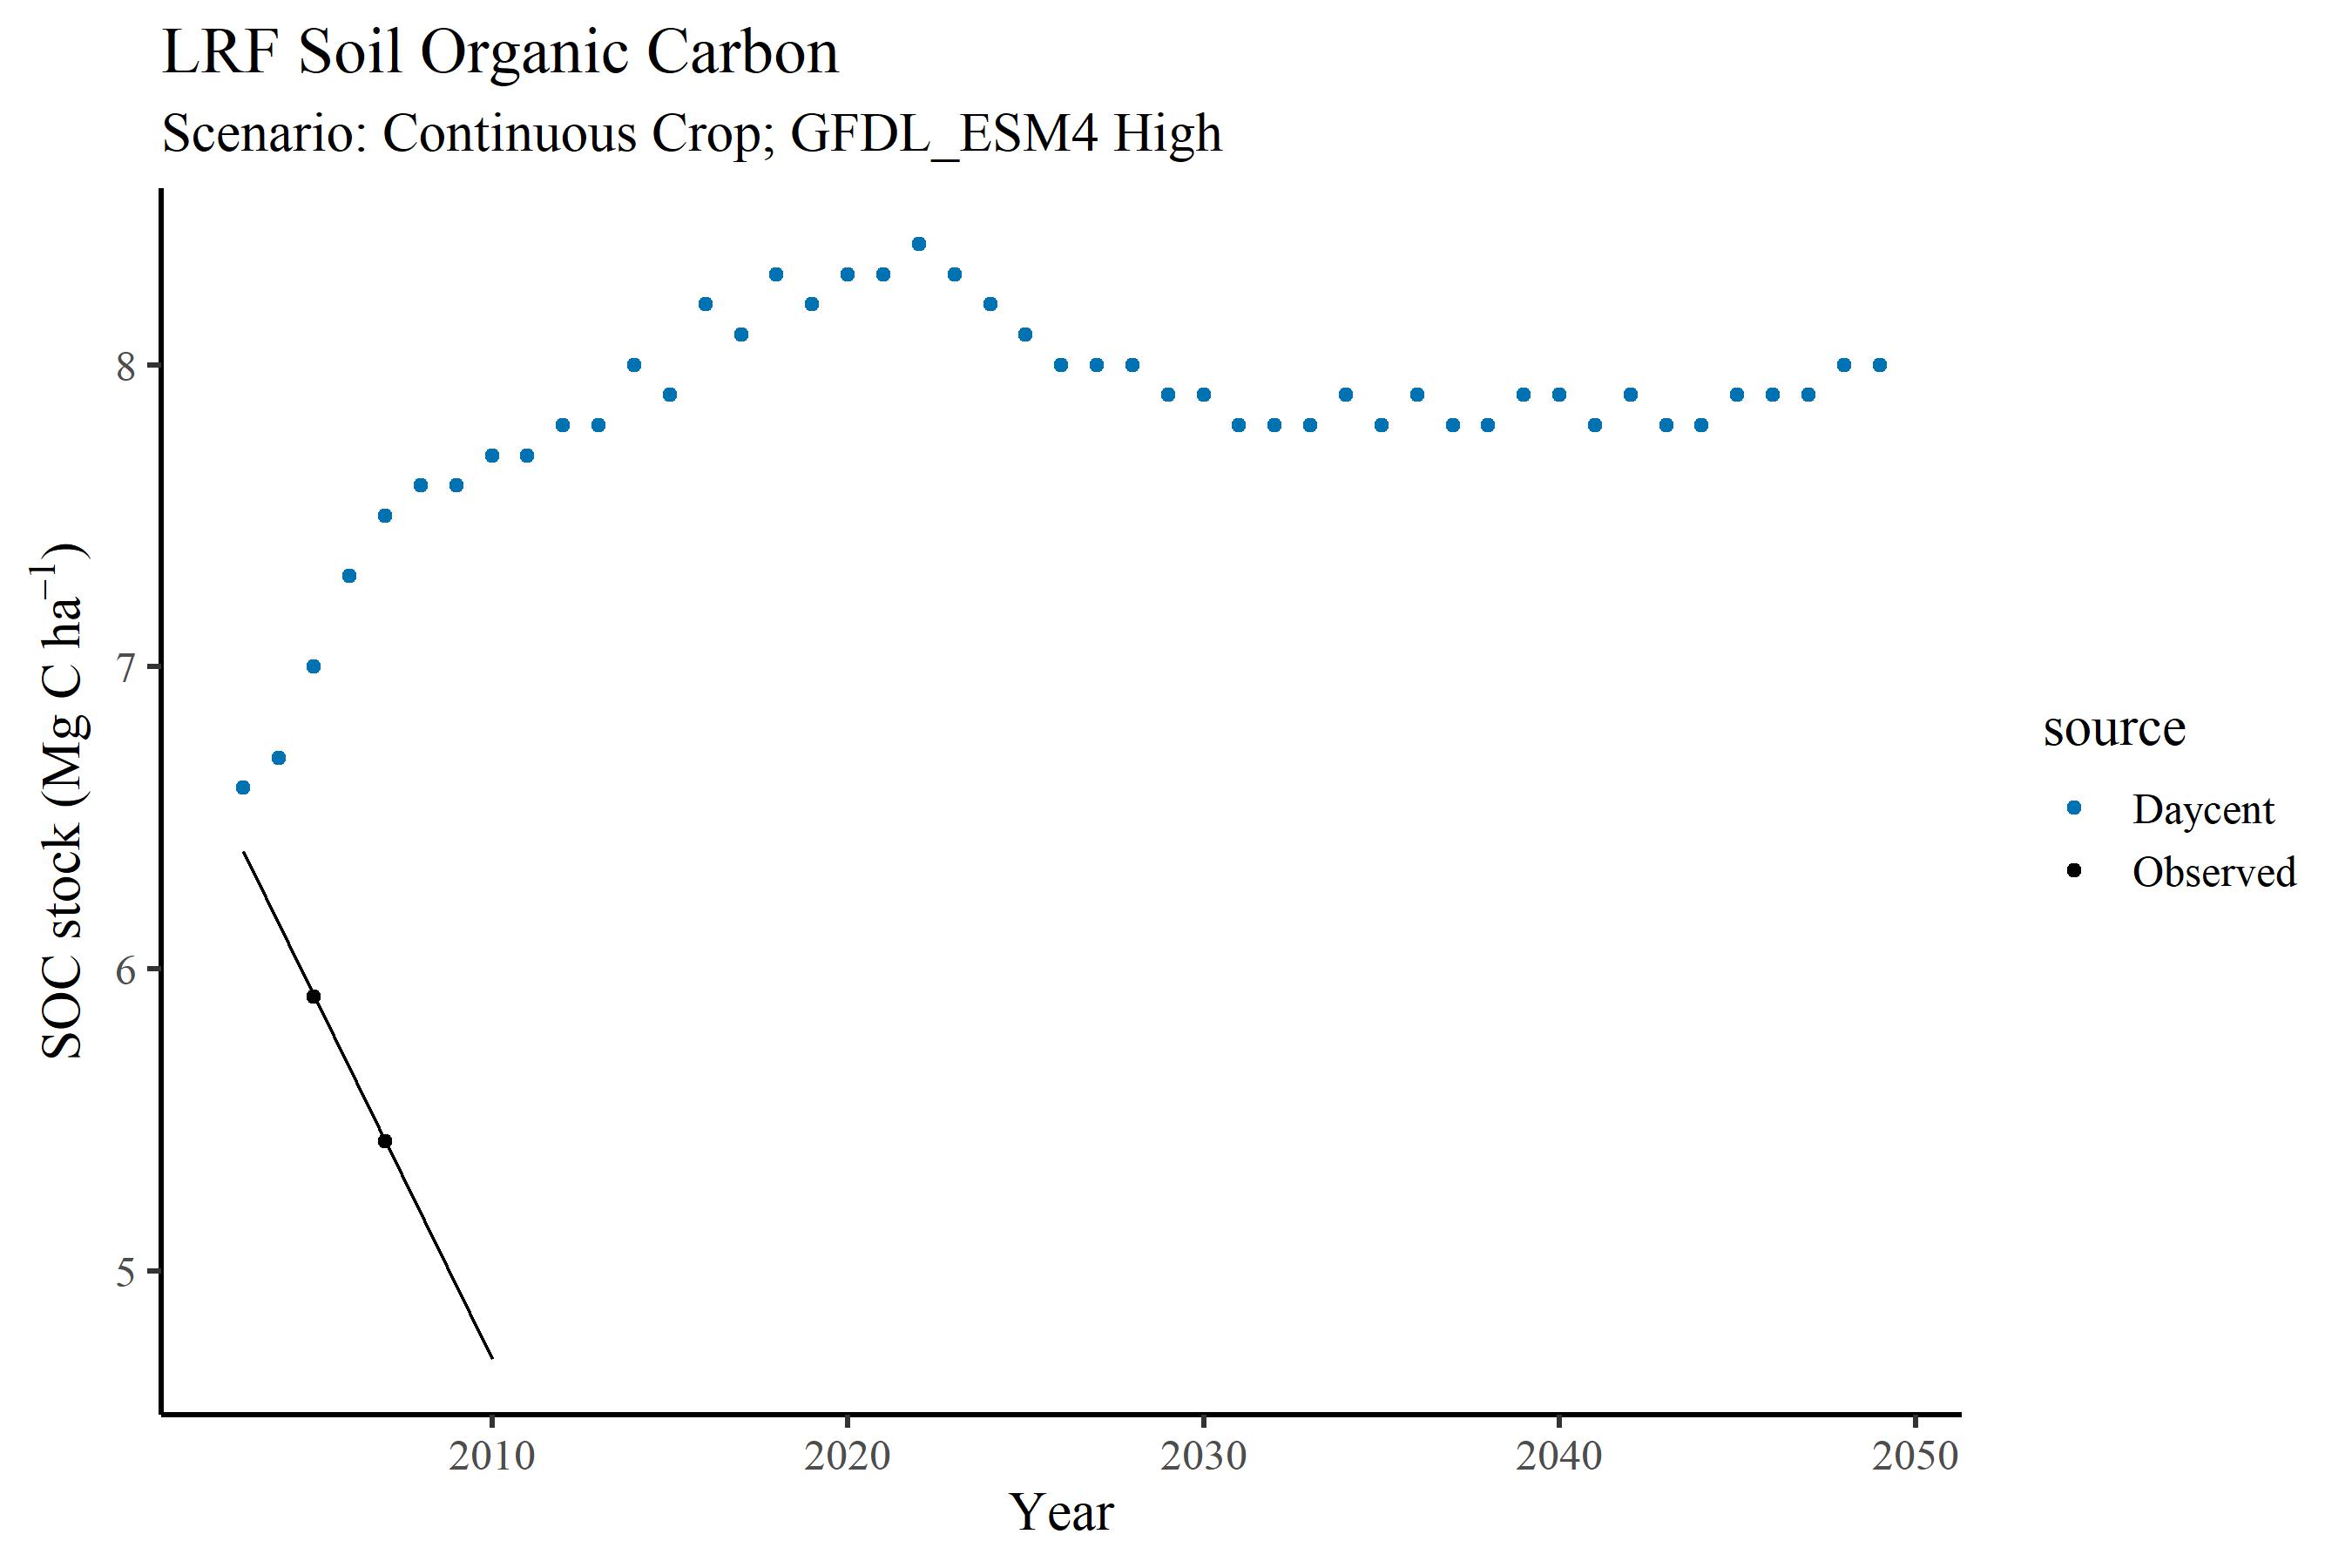 LRF Soil Organic Carbon
Scenario: Continuous Crop; GFDL_ESM4 High
SOC stock (Mg C ha⁻¹)
8
7
6
5
2010 2020 2030 2040 2050
Year
source
Daycent
Observed